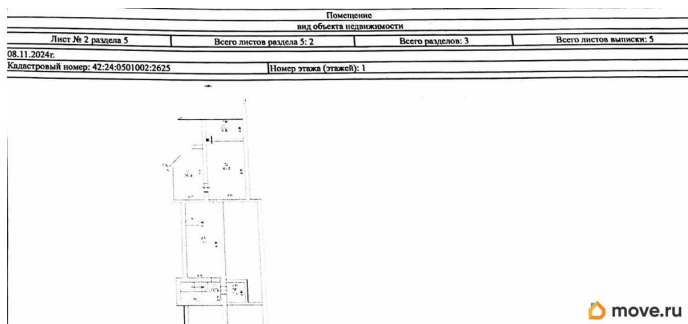 Помещение
вид объекта недвижимости
Лист № 2 раздела 5 Всего листов раздела 5: 2 Всего разделов: 3 Всего листов выписки: 5
08.11.2024г.
Кадастровый номер: 42:24:0501002:2625 Номер этажа (этажей): 1
move.ru